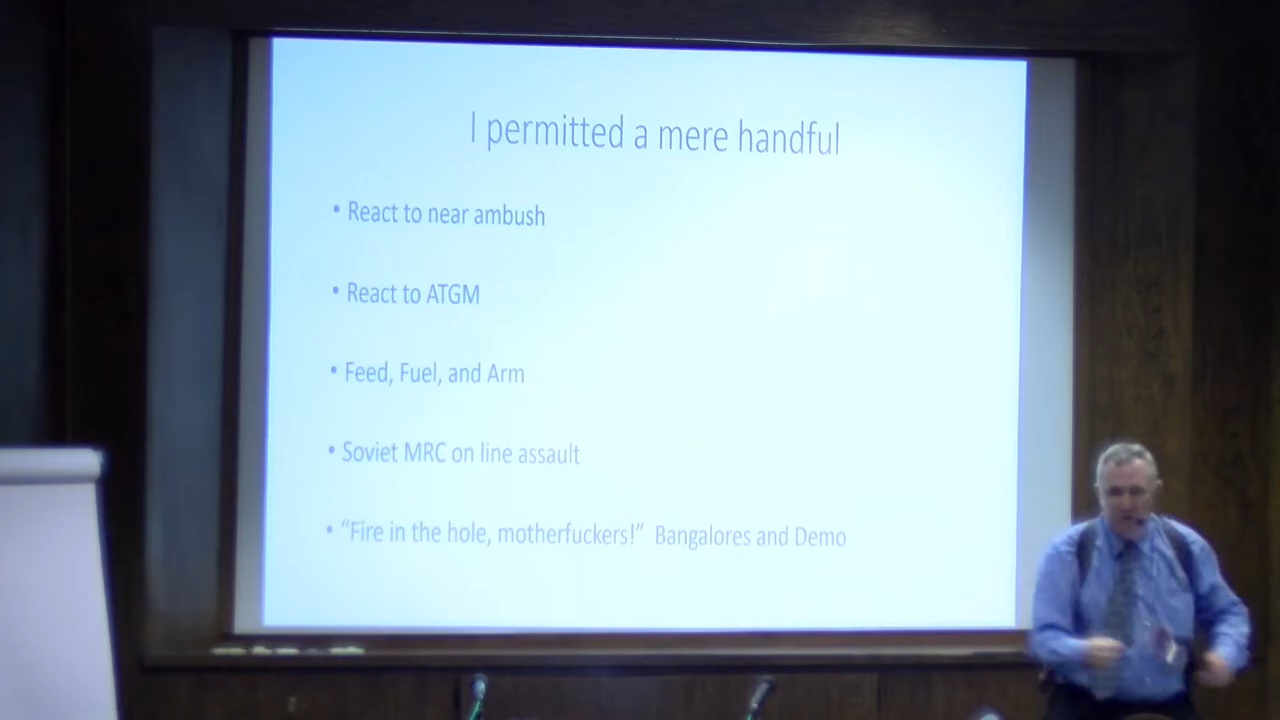 I permitted a mere handful
• React to near ambush
• React to ATGM
• Feed, Fuel, and Arm
• Soviet MRC on line assault
• “Fire in the hole, motherfuckers!” Bangalores and Demo